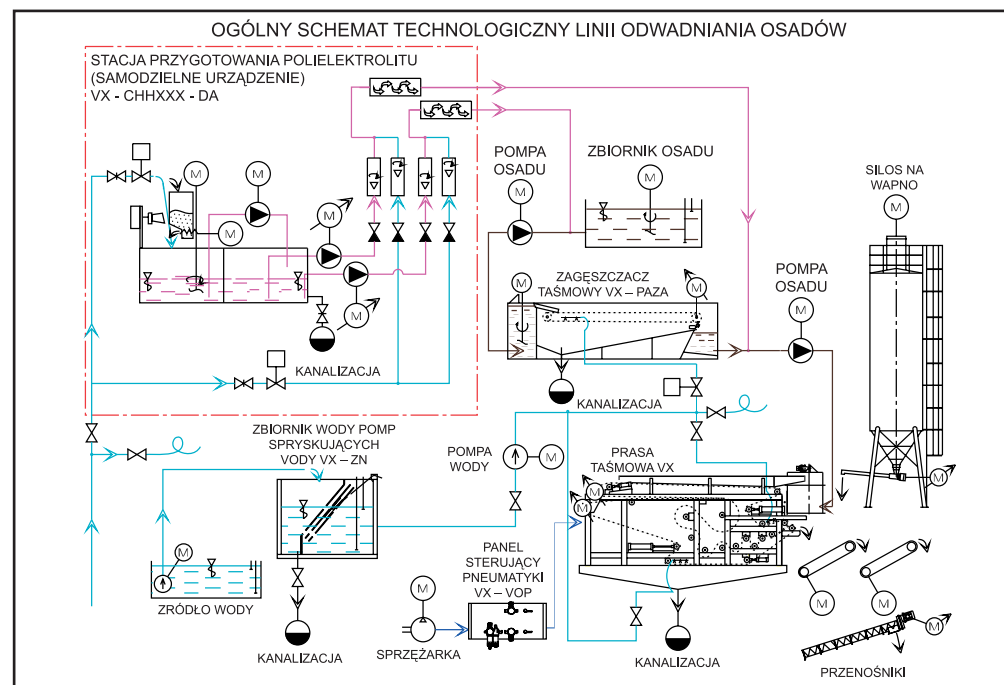 OGÓLNY SCHEMAT TECHNOLOGICZNY LINII ODWADNIANIA OSADÓW
STACJA PRZYGOTOWANIA POLIELEKTROLITU
(SAMODZIELNE URZĄDZENIE)
VX - CHHXXX - DA
M
M
M
M
M
KANALIZACJA
POMPA
OSADU
M
ZBIORNIK OSADU
M
SILOS NA
WAPNO
M
ZAGĘSZCZACZ
TAŚMOWY VX – PAZA
M
M
POMPA
OSADU
M
KANALIZACJA
ZBIORNIK WODY POMP
SPRYSKUJĄCYCH
VODY VX – ZN
POMPA
WODY
M
PRASA
TAŚMOWA VX
M
M
M
M
ZRÓDŁO WODY
KANALIZACJA
M
SPRZĘŻARKA
PANEL
STERUJĄCY
PNEUMATYKI
VX – VOP
KANALIZACJA
M
M
M
PRZENOŚNIKI